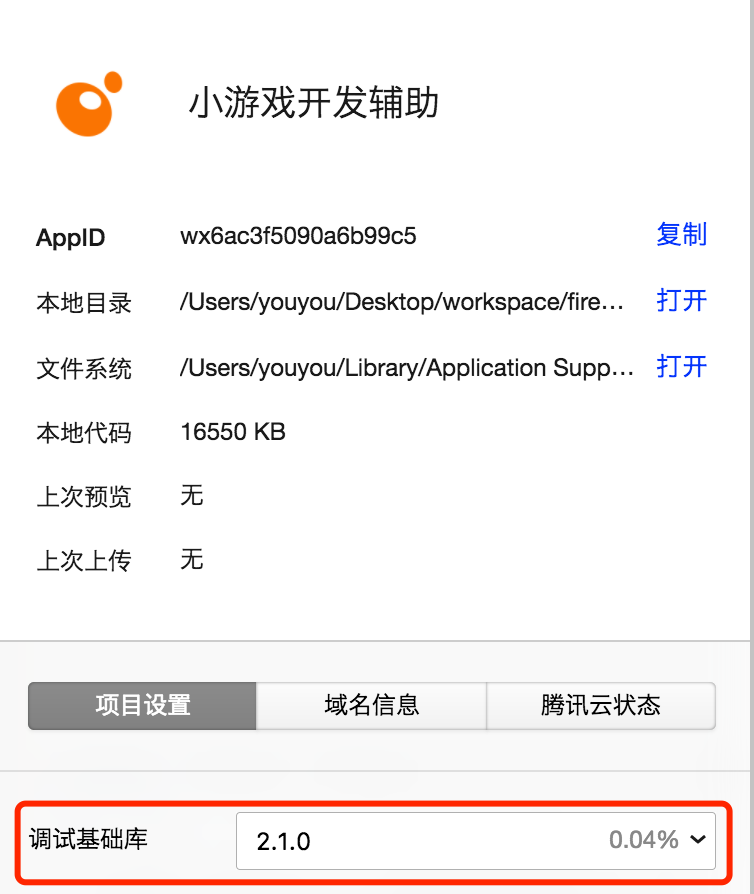 小游戏开发辅助
AppID wx6ac3f5090a6b99c5 复制
本地目录 /Users/youyou/Desktop/workspace/fire... 打开
文件系统 /Users/youyou/Library/Application Supp... 打开
本地代码 16550 KB
上次预览 无
上次上传 无
项目设置 域名信息 腾讯云状态
调试基础库 2.1.0 0.04%